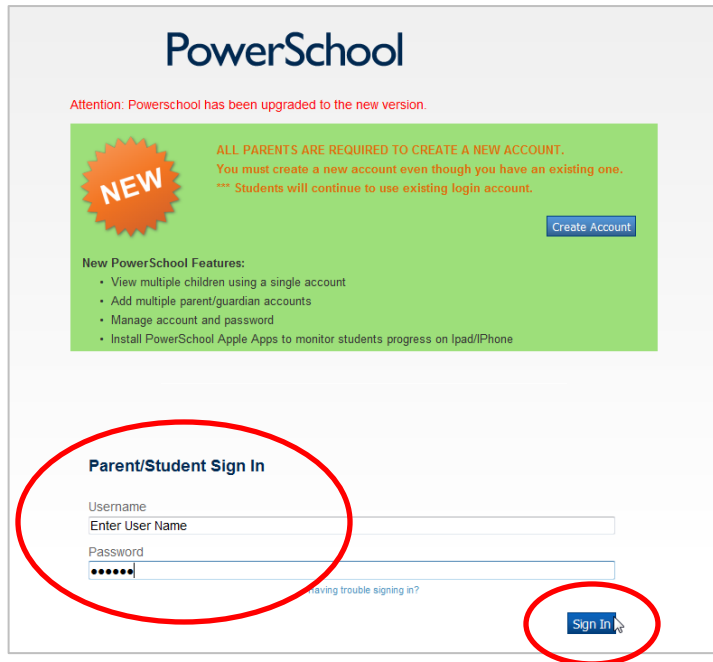 PowerSchool
Attention: Powerschool has been upgraded to the new version.
NEW
ALL PARENTS ARE REQUIRED TO CREATE A NEW ACCOUNT.
You must create a new account even though you have an existing one.
*** Students will continue to use existing login account.
Create Account
New PowerSchool Features:
• View multiple children using a single account
• Add multiple parent/guardian accounts
• Manage account and password
• Install PowerSchool Apple Apps to monitor students progress on Ipad/IPhone
Parent/Student Sign In
Username
Enter User Name
Password
••••••
Having trouble signing in?
Sign In